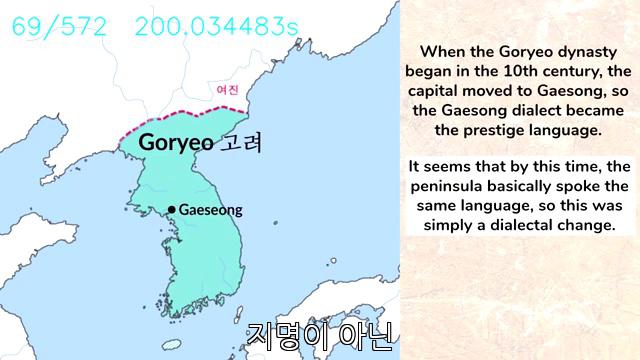 69/572 200.034483s
여진
Goryeo 고려
Gaeseong
지명이 아닌
When the Goryeo dynasty
began in the 10th century, the
capital moved to Gaesong, so
the Gaesong dialect became
the prestige language.
It seems that by this time, the
peninsula basically spoke the
same language, so this was
simply a dialectal change.